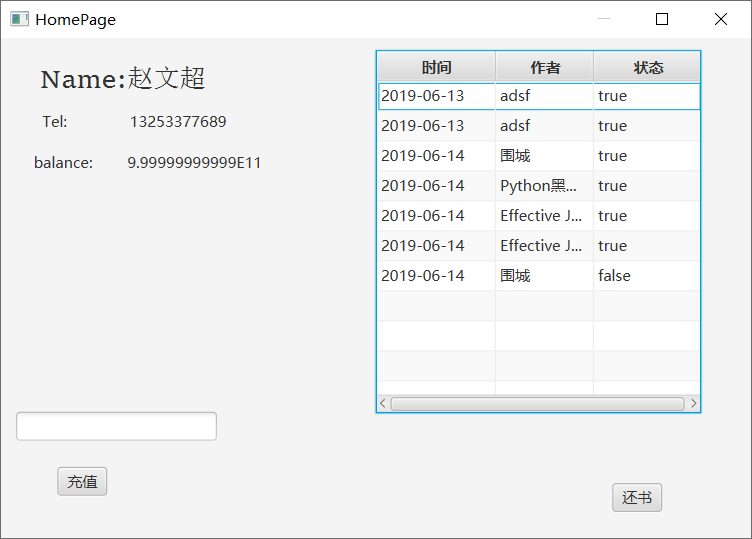 HomePage
Name:赵文超
Tel: 13253377689
balance: 9.99999999999E11
时间 作者 状态
2019-06-13 adsf true
2019-06-13 adsf true
2019-06-14 围城 true
2019-06-14 Python黑... true
2019-06-14 Effective J... true
2019-06-14 Effective J... true
2019-06-14 围城 false
充值
还书